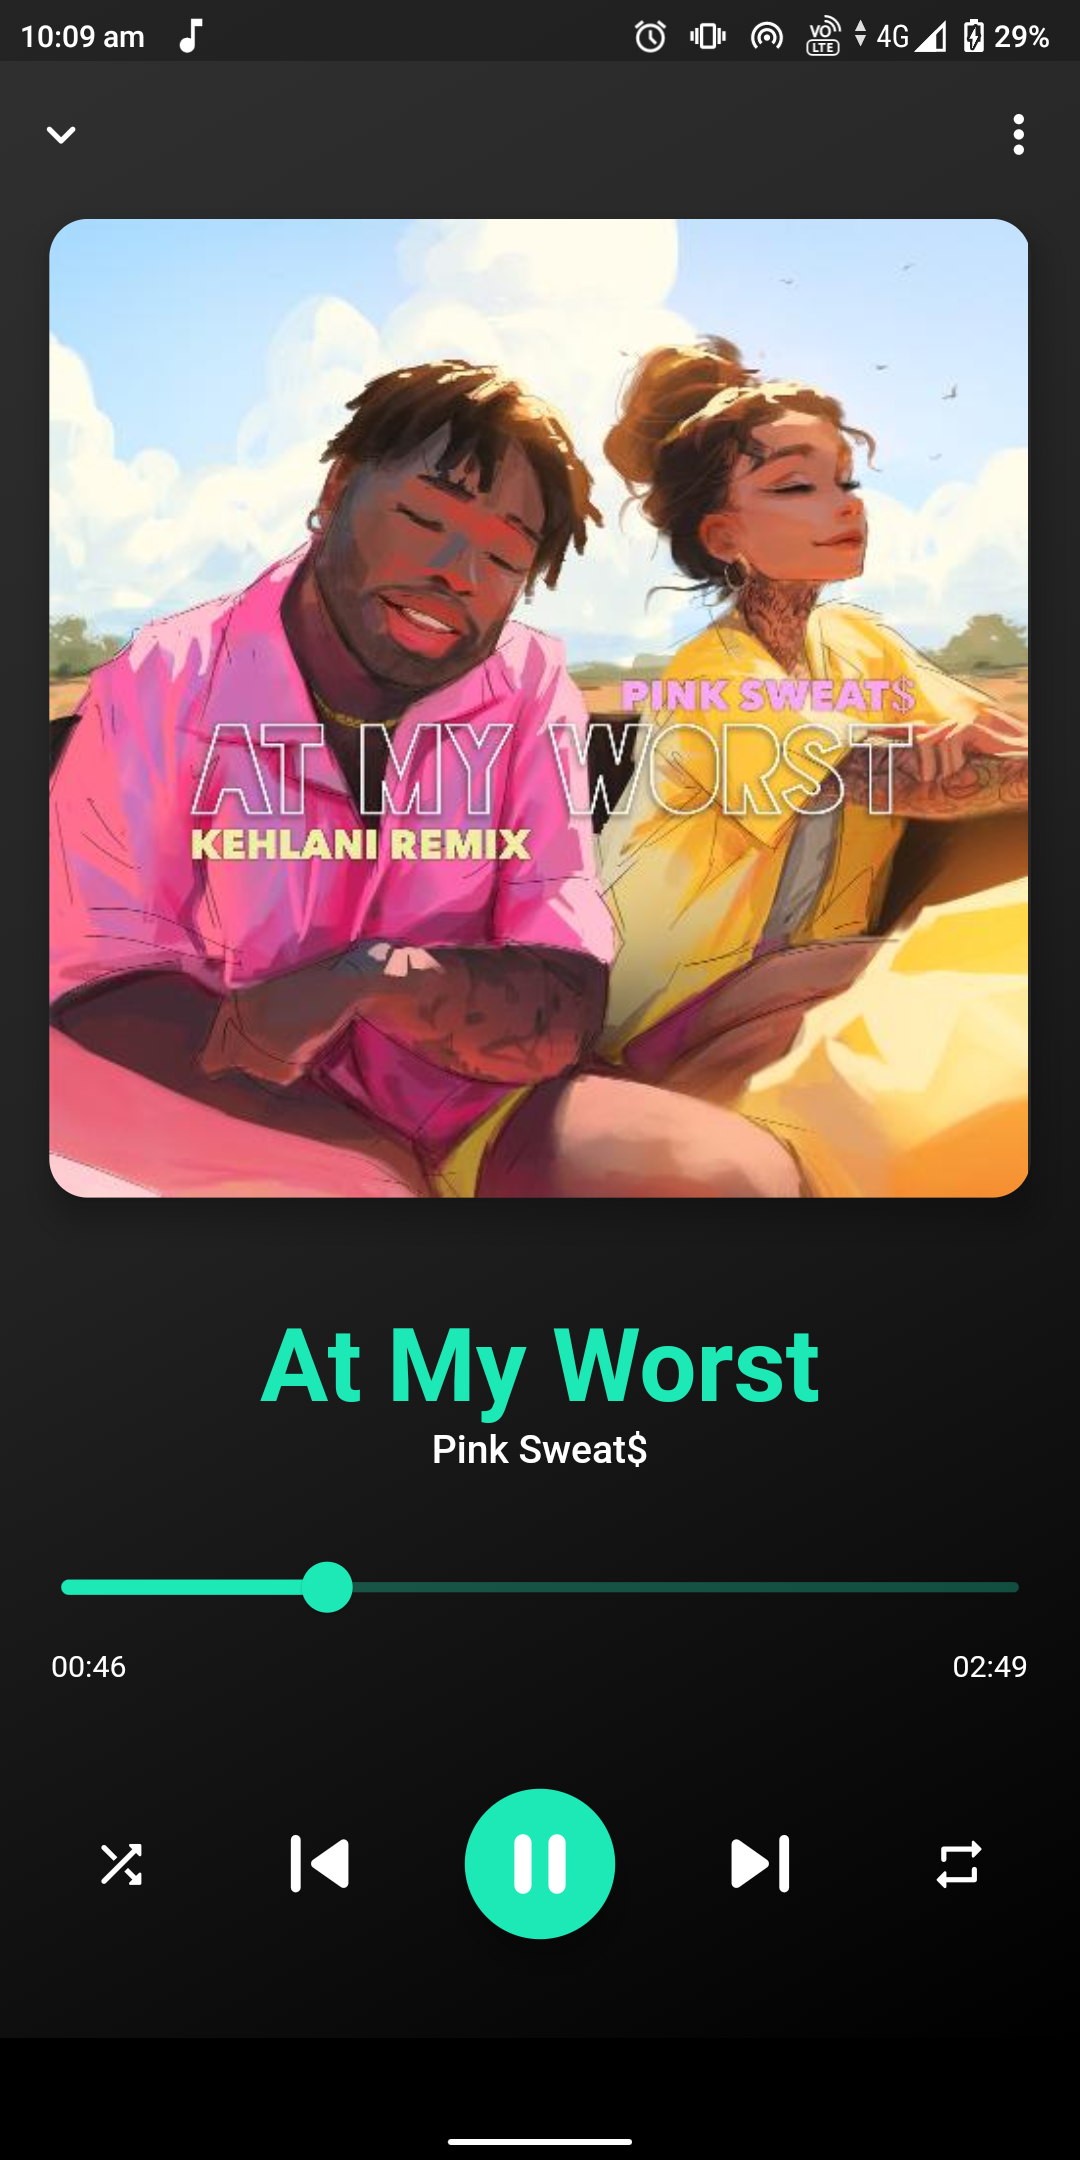 10:09 am VO LTE 4G 29%
PINK SWEAT$
AT MY WORST
KEHLANI REMIX
At My Worst
Pink Sweat$
00:46 02:49